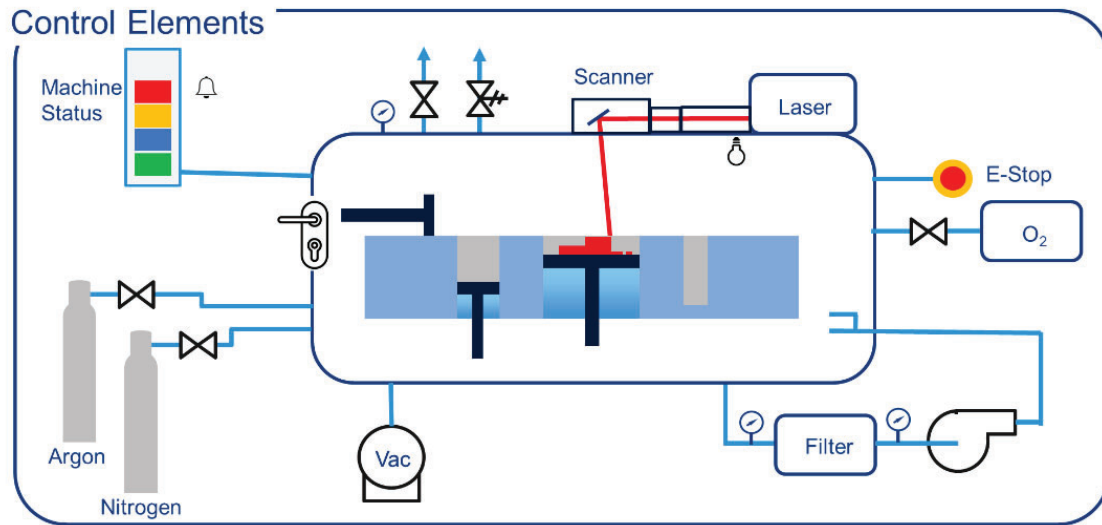 Control Elements
Machine
Status
Scanner
Laser
E-Stop
O₂
Argon
Nitrogen
Vac
Filter